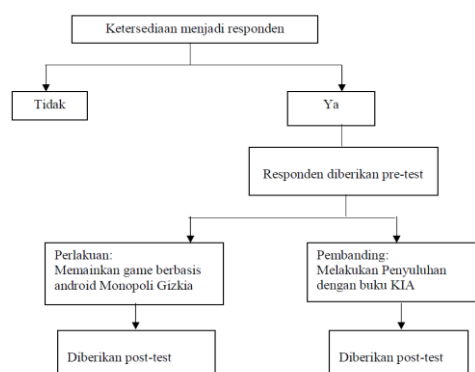 Ketersediaan menjadi responden
Tidak
Ya
Responden diberikan pre-test
Perlakuan:
Memainkan game berbasis
android Monopoli Gizkia
Pembanding:
Melakukan Penyuluhan
dengan buku KIA
Diberikan post-test
Diberikan post-test